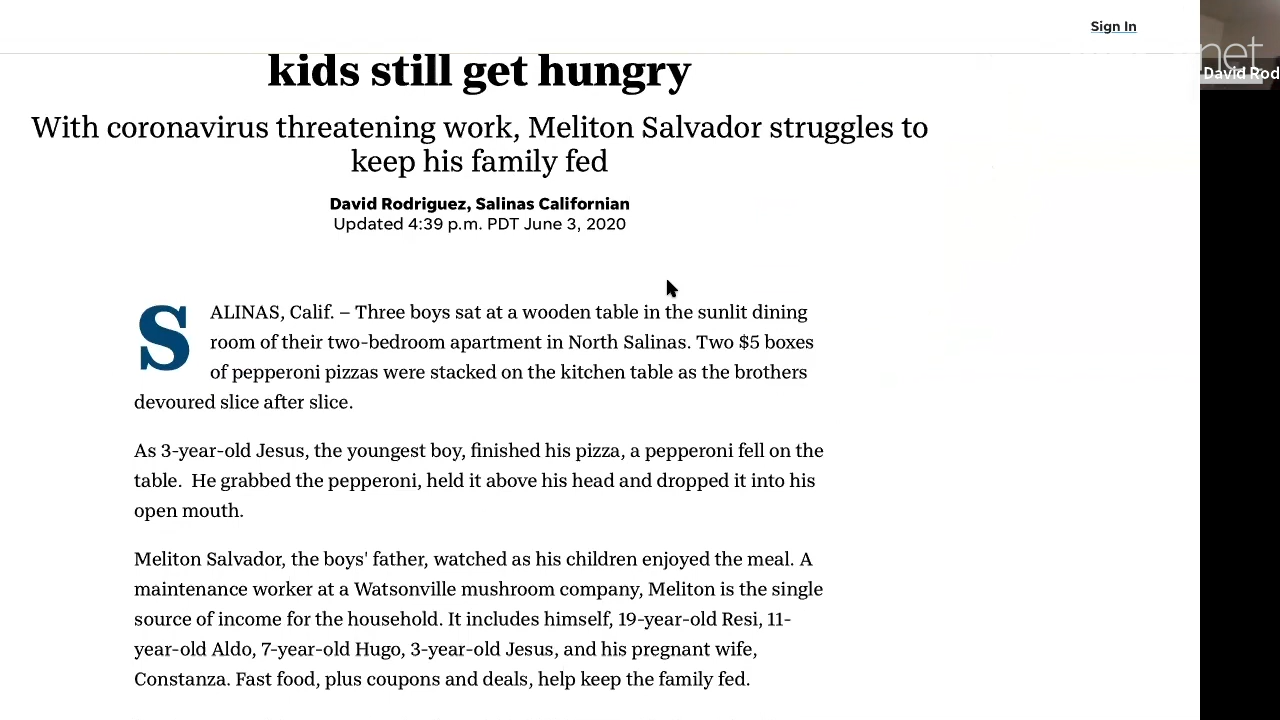 Sign In
net
David Rod
kids still get hungry
With coronavirus threatening work, Meliton Salvador struggles to
keep his family fed
David Rodriguez, Salinas Californian
Updated 4:39 p.m. PDT June 3, 2020
SALINAS, Calif. – Three boys sat at a wooden table in the sunlit dining
room of their two-bedroom apartment in North Salinas. Two $5 boxes
of pepperoni pizzas were stacked on the kitchen table as the brothers
devoured slice after slice.
As 3-year-old Jesus, the youngest boy, finished his pizza, a pepperoni fell on the
table.  He grabbed the pepperoni, held it above his head and dropped it into his
open mouth.
Meliton Salvador, the boys' father, watched as his children enjoyed the meal. A
maintenance worker at a Watsonville mushroom company, Meliton is the single
source of income for the household. It includes himself, 19-year-old Resi, 11-
year-old Aldo, 7-year-old Hugo, 3-year-old Jesus, and his pregnant wife,
Constanza. Fast food, plus coupons and deals, help keep the family fed.